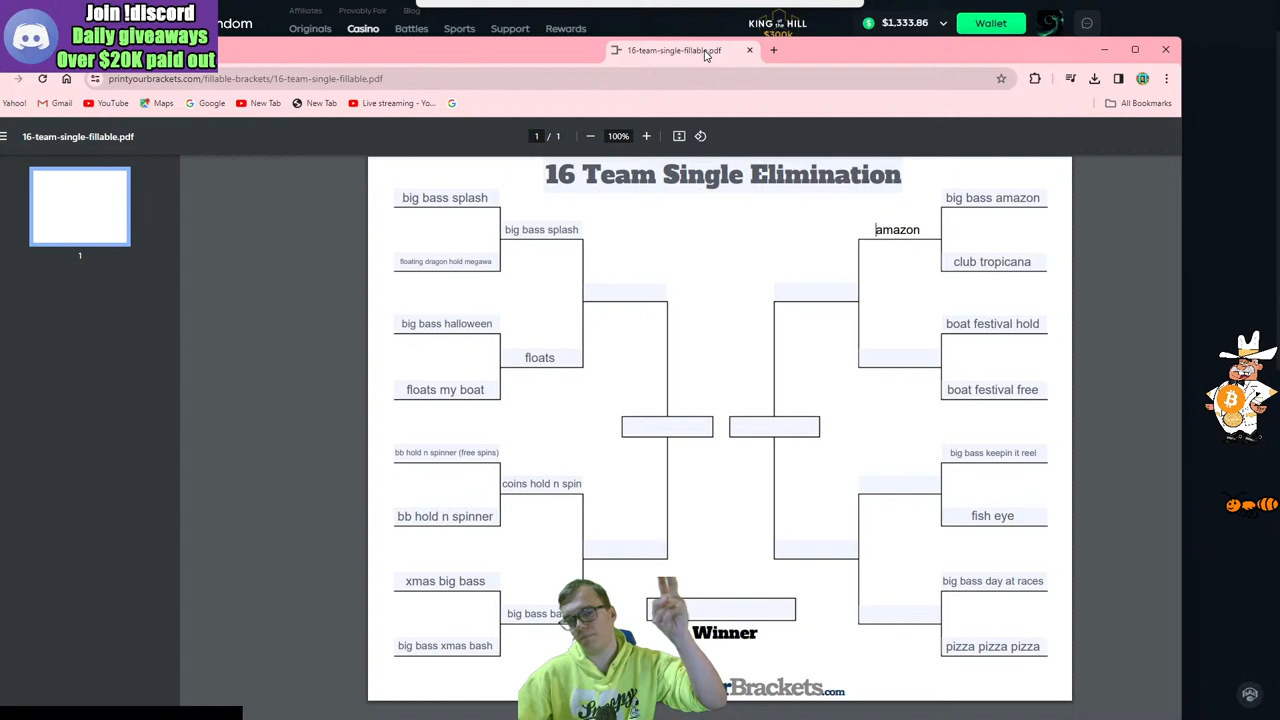 Join !discord
Daily giveaways
Over $20K paid out
Affiliates
Provably Fair
Blog
ndom
Originals
Casino
Battles
Sports
Support
Rewards
KING of THE HILL
$300k
$1,333.86
Wallet
16-team-single-fillable.pdf
printyourbrackets.com/fillable-brackets/16-team-single-fillable.pdf
Yahoo!
Gmail
YouTube
Maps
Google
New Tab
New Tab
Live streaming - Yo...
All Bookmarks
16-team-single-fillable.pdf
1 / 1
100%
1
16 Team Single Elimination
big bass splash
big bass splash
floating dragon hold megawa
big bass halloween
floats
floats my boat
bb hold n spinner (free spins)
coins hold n spin
bb hold n spinner
xmas big bass
big bass ba
big bass xmas bash
big bass amazon
amazon
club tropicana
boat festival hold
boat festival free
big bass keepin it reel
fish eye
big bass day at races
pizza pizza pizza
Winner
rBrackets.com
Snoopy